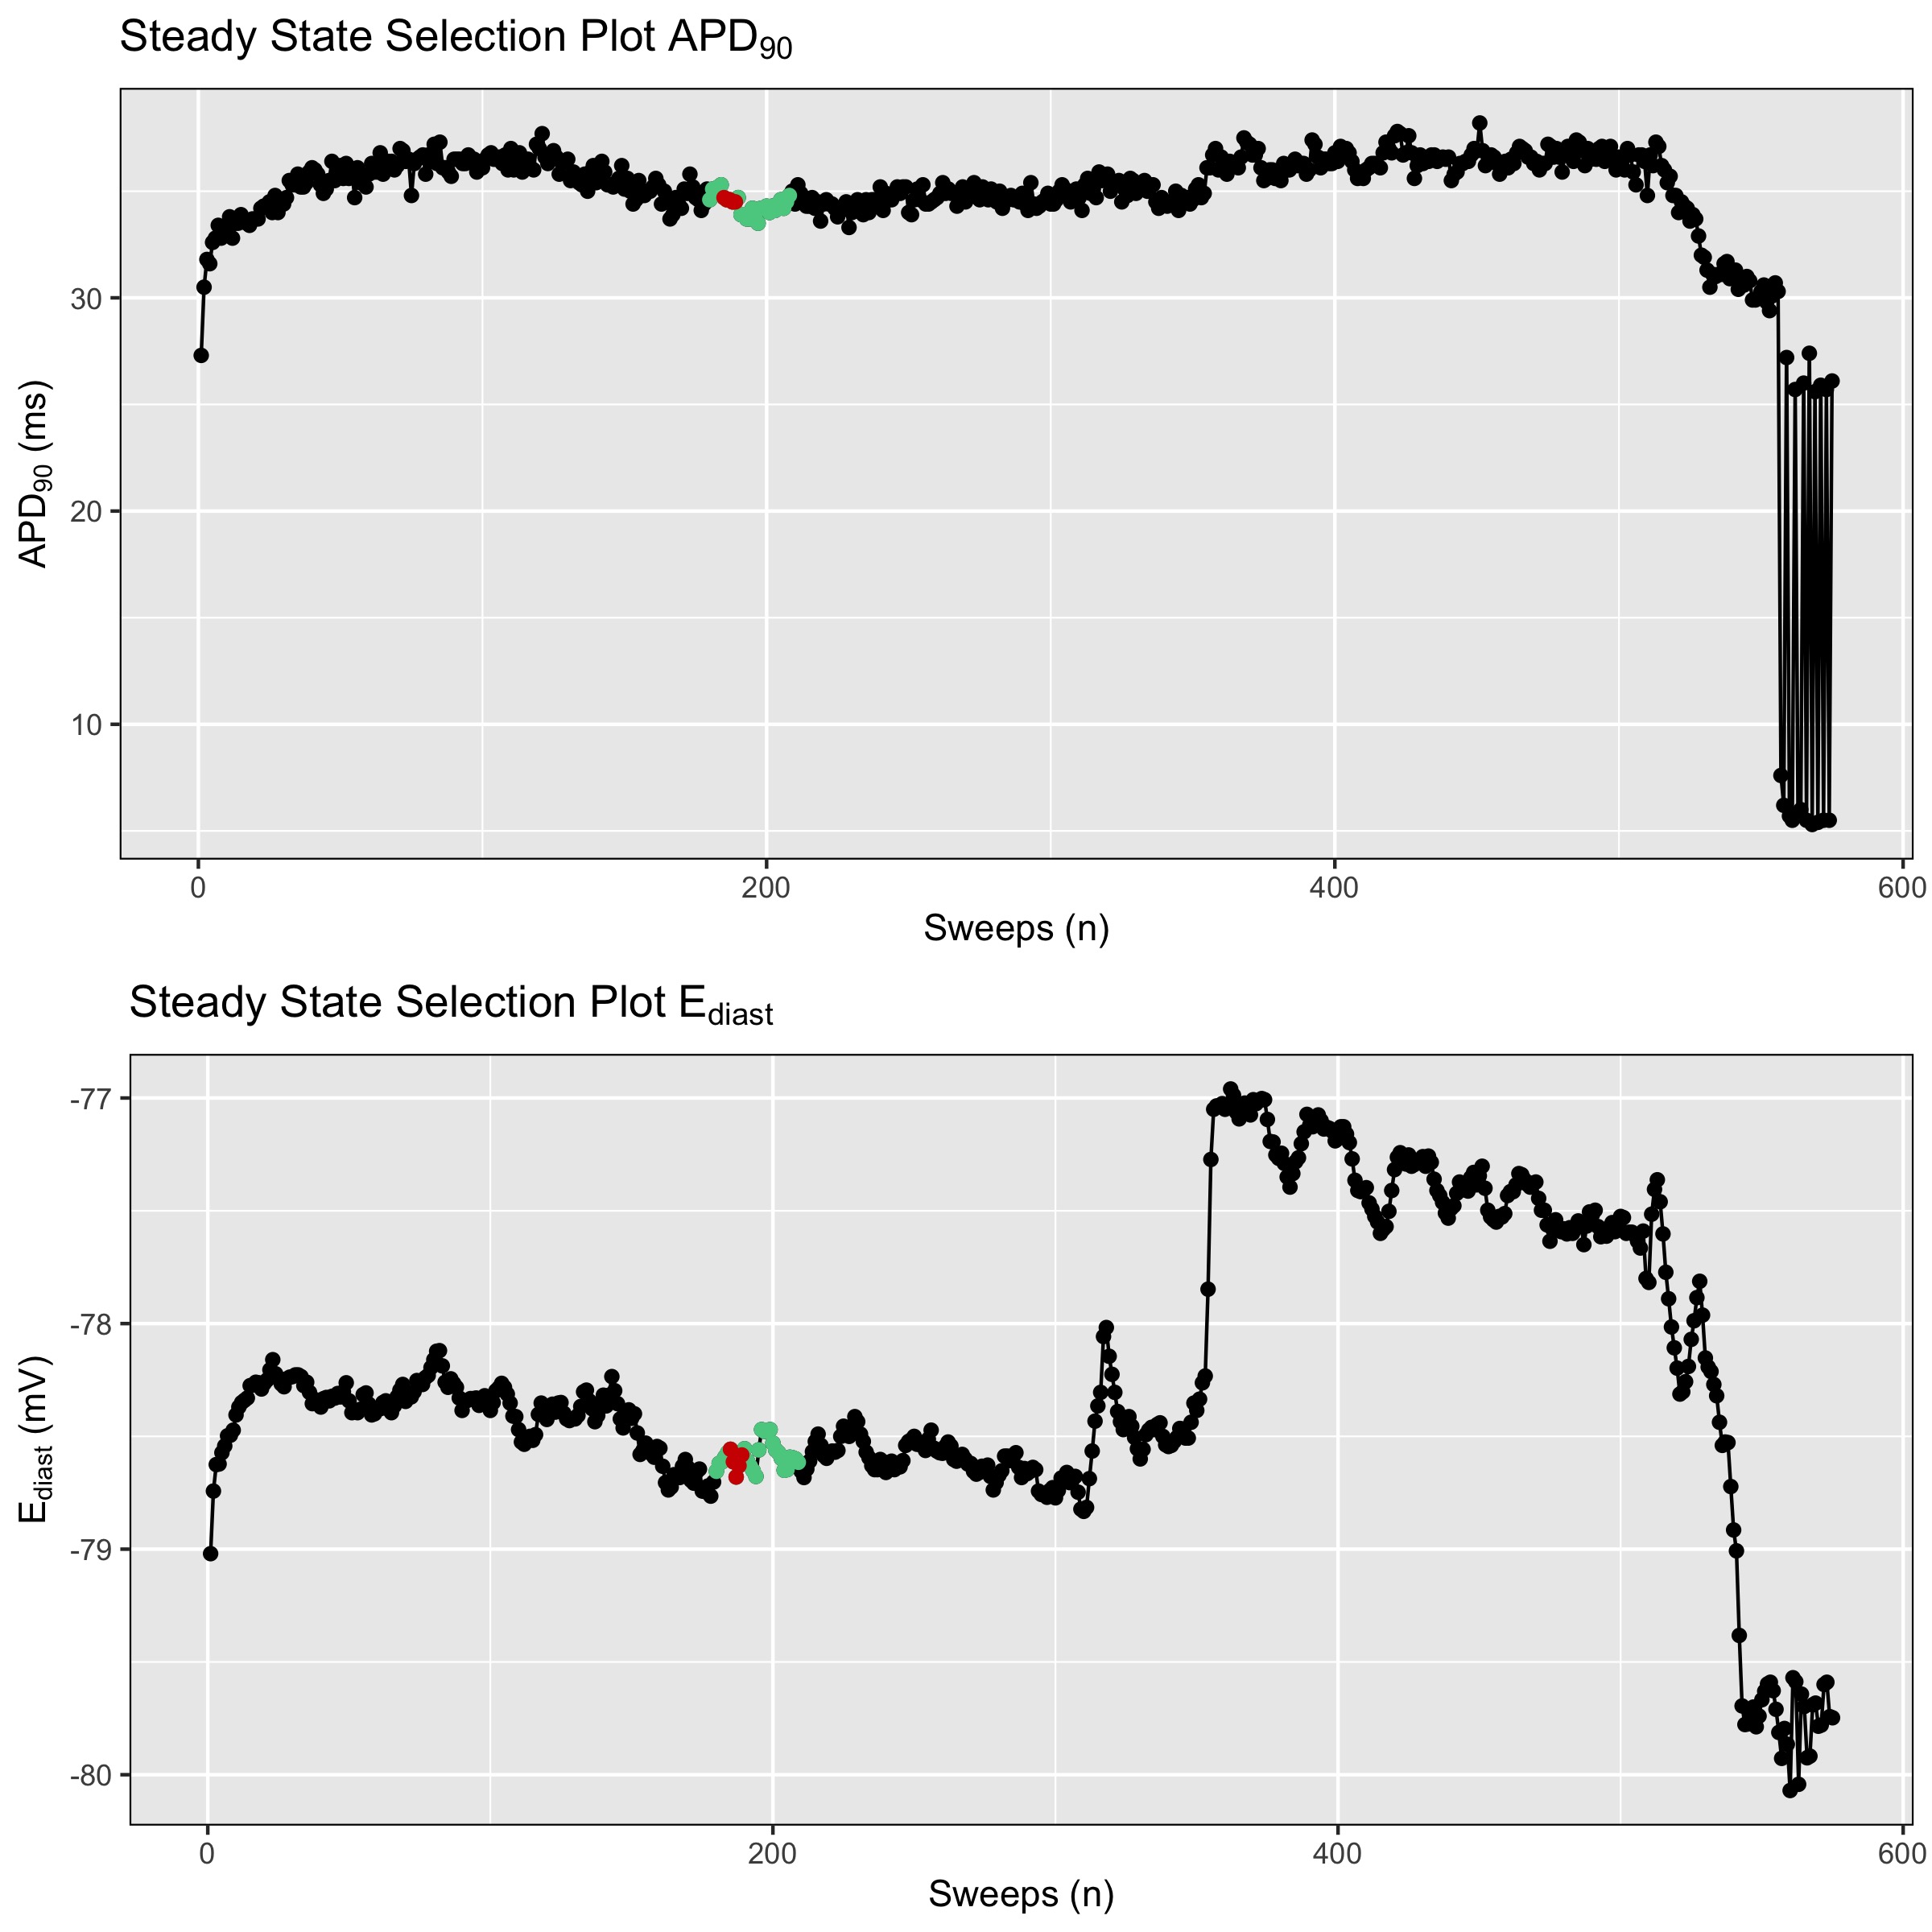 Steady State Selection Plot APD90
APD90 (ms)
30
20
10
0 200 400 600
Sweeps (n)
Steady State Selection Plot Ediast
Ediast (mV)
-77
-78
-79
-80
0 200 400 600
Sweeps (n)